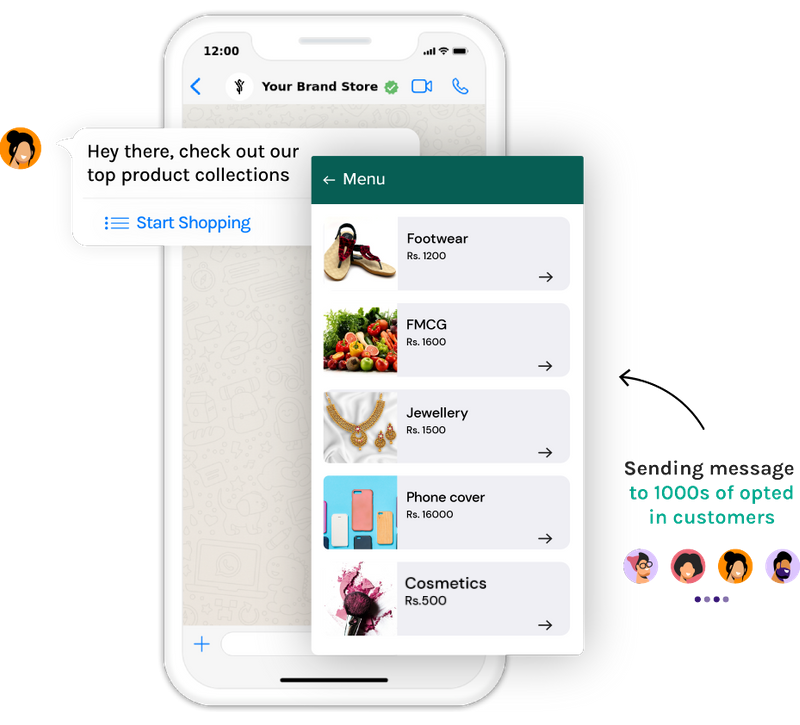 12:00
Your Brand Store
Hey there, check out our
top product collections
Start Shopping
← Menu
Footwear
Rs. 1200
FMCG
Rs. 1600
Jewellery
Rs. 1500
Phone cover
Rs. 16000
Cosmetics
Rs.500
Sending message
to 1000s of opted
in customers